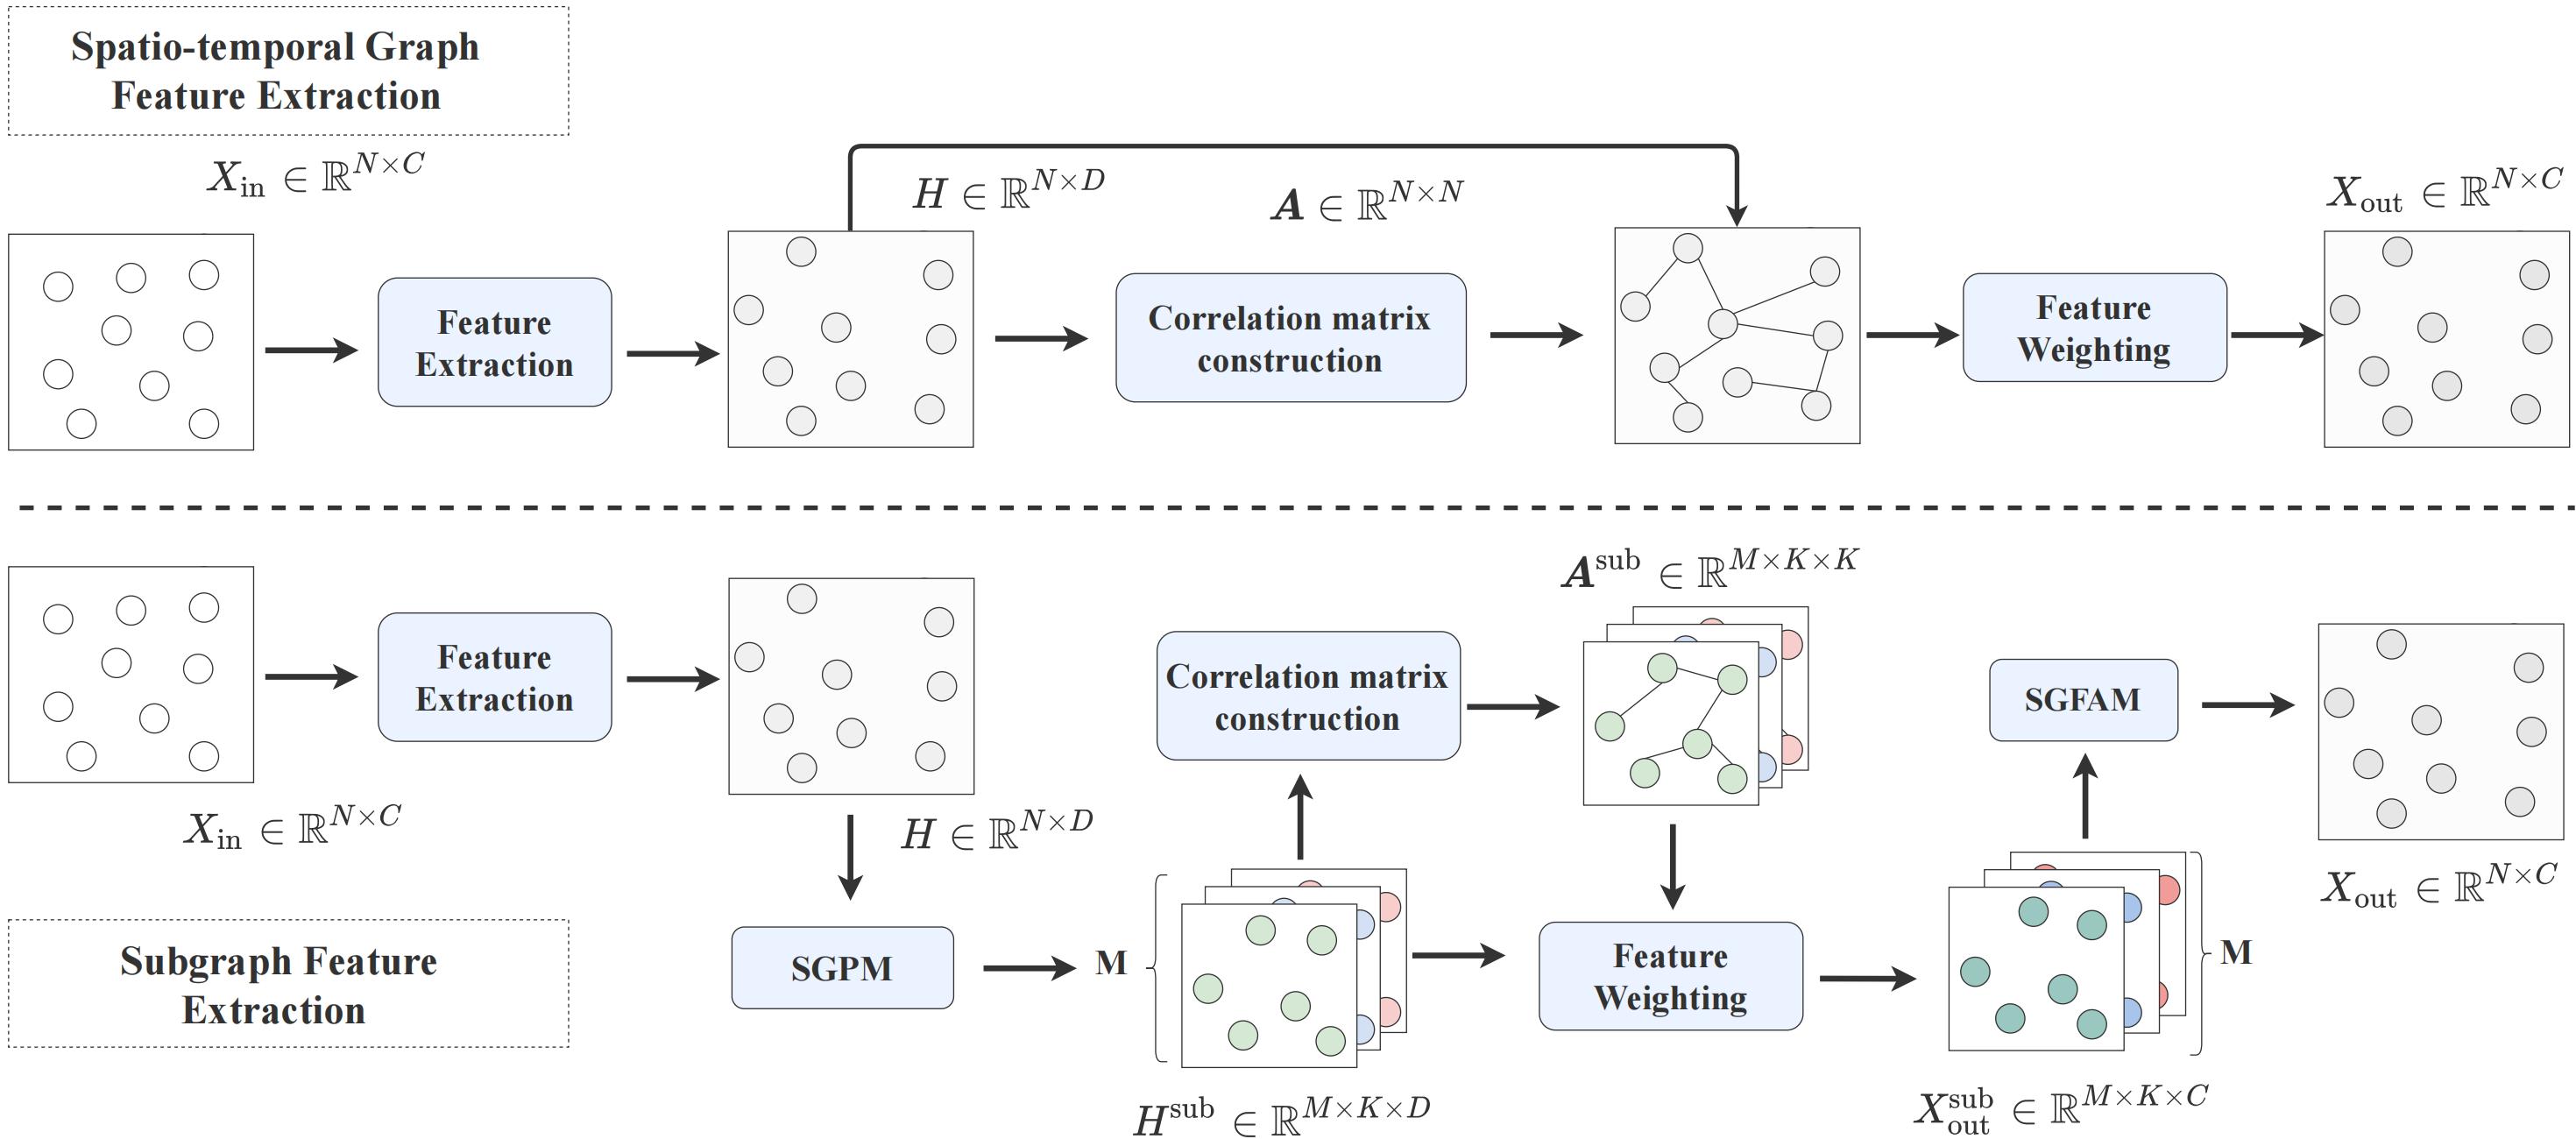 Spatio-temporal Graph
Feature Extraction
$X_{\text{in}} \in \mathbb{R}^{N \times C}$
$H \in \mathbb{R}^{N \times D}$
$\boldsymbol{A} \in \mathbb{R}^{N \times N}$
$X_{\text{out}} \in \mathbb{R}^{N \times C}$
Feature
Extraction
Correlation matrix
construction
Feature
Weighting
$\boldsymbol{A}^{\text{sub}} \in \mathbb{R}^{M \times K \times K}$
Feature
Extraction
Correlation matrix
construction
SGFAM
$X_{\text{in}} \in \mathbb{R}^{N \times C}$
$H \in \mathbb{R}^{N \times D}$
$X_{\text{out}} \in \mathbb{R}^{N \times C}$
Subgraph Feature
Extraction
SGPM
M
Feature
Weighting
M
$H^{\text{sub}} \in \mathbb{R}^{M \times K \times D}$
$X_{\text{out}}^{\text{sub}} \in \mathbb{R}^{M \times K \times C}$